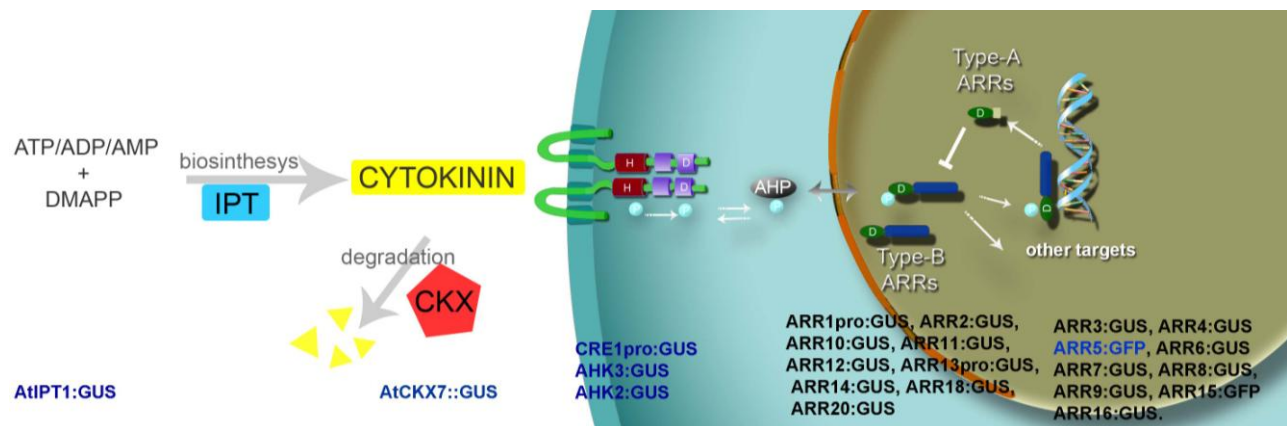 ATP/ADP/AMP
+
DMAPP
biosinthesys
IPT
CYTOKININ
degradation
CKX
H
D
H
D
AHP
Type-A
ARRs
D
D
D
D
Type-B
ARRs
other targets
AtIPT1:GUS
AtCKX7::GUS
CRE1pro:GUS
AHK3:GUS
AHK2:GUS
ARR1pro:GUS, ARR2:GUS,
ARR10:GUS, ARR11:GUS,
ARR12:GUS, ARR13pro:GUS,
ARR14:GUS, ARR18:GUS,
ARR20:GUS
ARR3:GUS, ARR4:GUS
ARR5:GFP, ARR6:GUS
ARR7:GUS, ARR8:GUS,
ARR9:GUS, ARR15:GFP
ARR16:GUS.